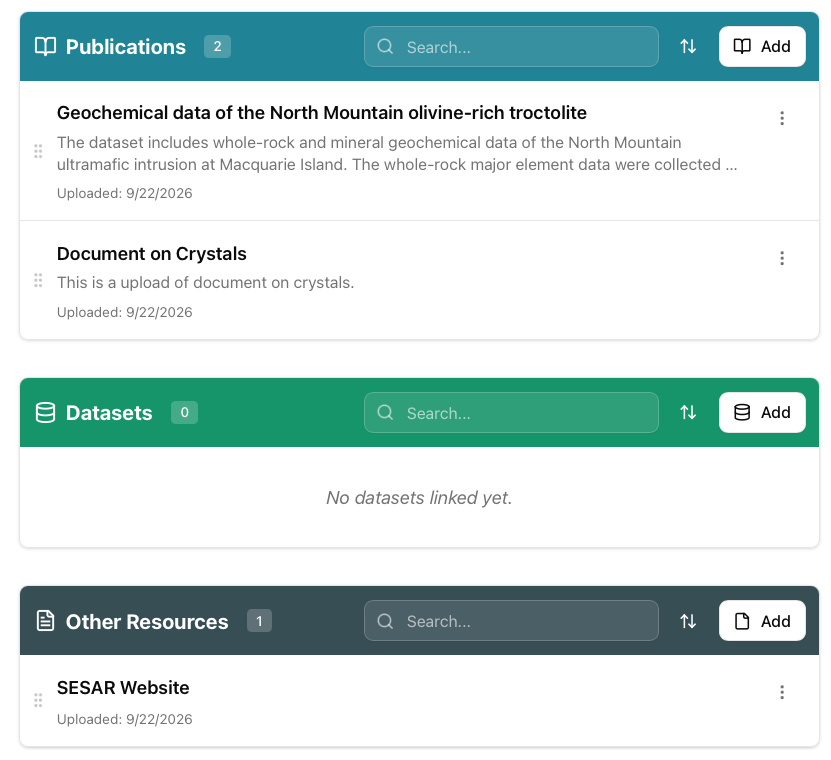 Publications 2 Search... Add
Geochemical data of the North Mountain olivine-rich troctolite
The dataset includes whole-rock and mineral geochemical data of the North Mountain
ultramafic intrusion at Macquarie Island. The whole-rock major element data were collected ...
Uploaded: 9/22/2026
Document on Crystals
This is a upload of document on crystals.
Uploaded: 9/22/2026
Datasets 0 Search... Add
No datasets linked yet.
Other Resources 1 Search... Add
SESAR Website
Uploaded: 9/22/2026